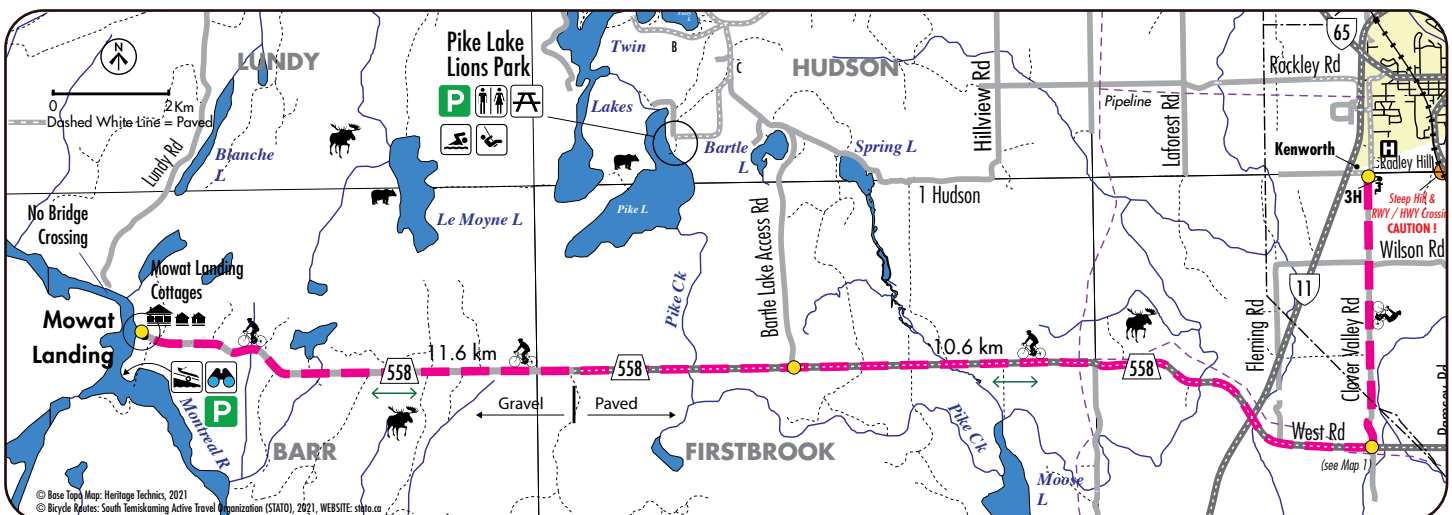 N
0 2 Km
Dashed White Line = Paved
LUNDY
Lundy Rd
Blanche
L
Pike Lake
Lions Park
P
Twin
Lakes
B
C
HUDSON
Bartle
L
Spring L
Le Moyne L
Pike L
1 Hudson
Hillview Rd
Pipeline
Laforest Rd
Rockley Rd
65
H
Kenworth
Radley Hill
3H
Steep Hill &
RWY / HWY Crossin
CAUTION !
Wilson Rd
11
Fleming Rd
Clover Valley Rd
No Bridge
Crossing
Mowat Landing
Cottages
Mowat
Landing
P
Montreal R
BARR
558
11.6 km
558
Gravel
Paved
Pike Ck
Bartle Lake Access Rd
10.6 km
558
FIRSTBROOK
Pike Ck
Moose
L
West Rd
(see Map 1)
© Base Topo Map: Heritage Technics, 2021
© Bicycle Routes: South Temiskaming Active Travel Organization (STATO), 2021, WEBSITE: stato.ca